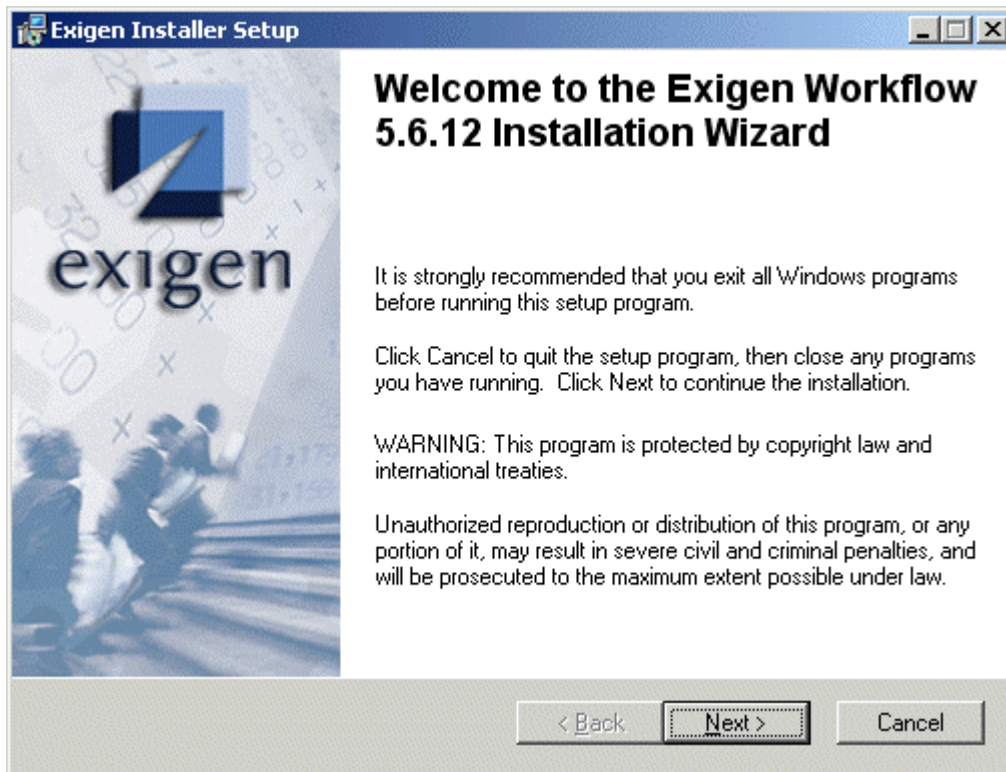 Exigen Installer Setup
Welcome to the Exigen Workflow
5.6.12 Installation Wizard
exigen
It is strongly recommended that you exit all Windows programs
before running this setup program.
Click Cancel to quit the setup program, then close any programs
you have running.  Click Next to continue the installation.
WARNING: This program is protected by copyright law and
international treaties.
Unauthorized reproduction or distribution of this program, or any
portion of it, may result in severe civil and criminal penalties, and
will be prosecuted to the maximum extent possible under law.
< Back
Next >
Cancel